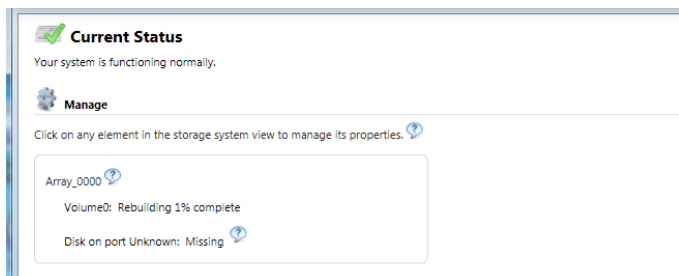 Current Status
Your system is functioning normally.
Manage
Click on any element in the storage system view to manage its properties.
Array_0000
Volume0: Rebuilding 1% complete
Disk on port Unknown: Missing